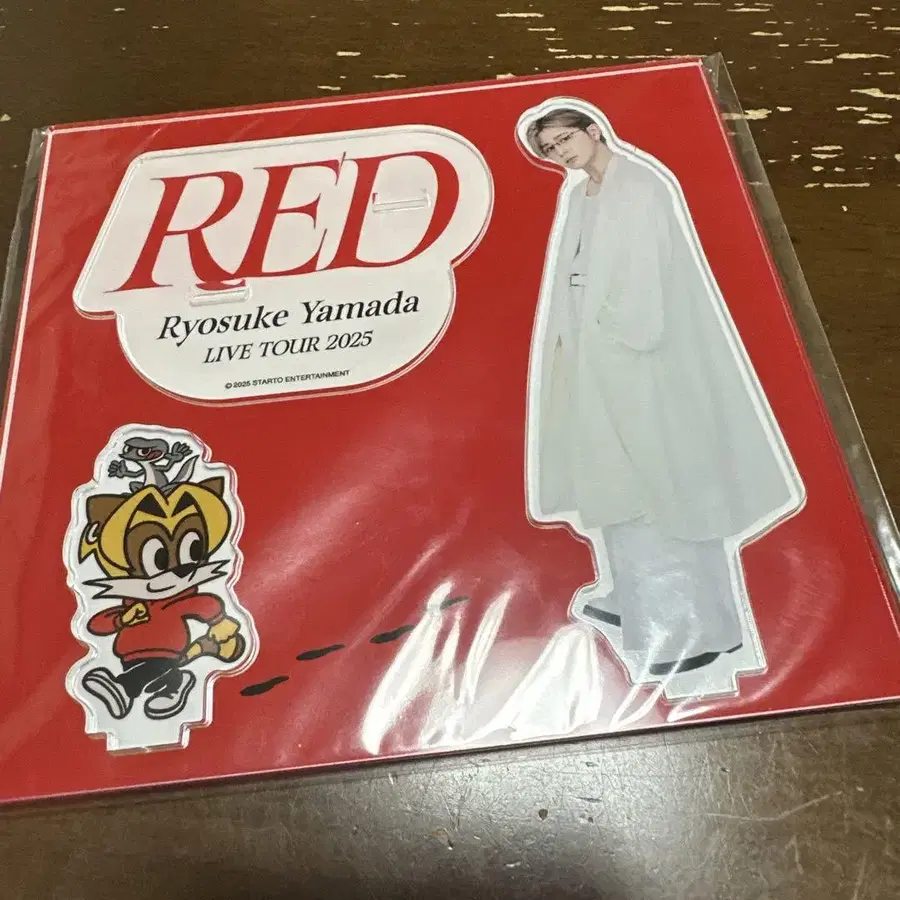 RED
Ryosuke Yamada
LIVE TOUR 2025
© 2025 STARTO ENTERTAINMENT